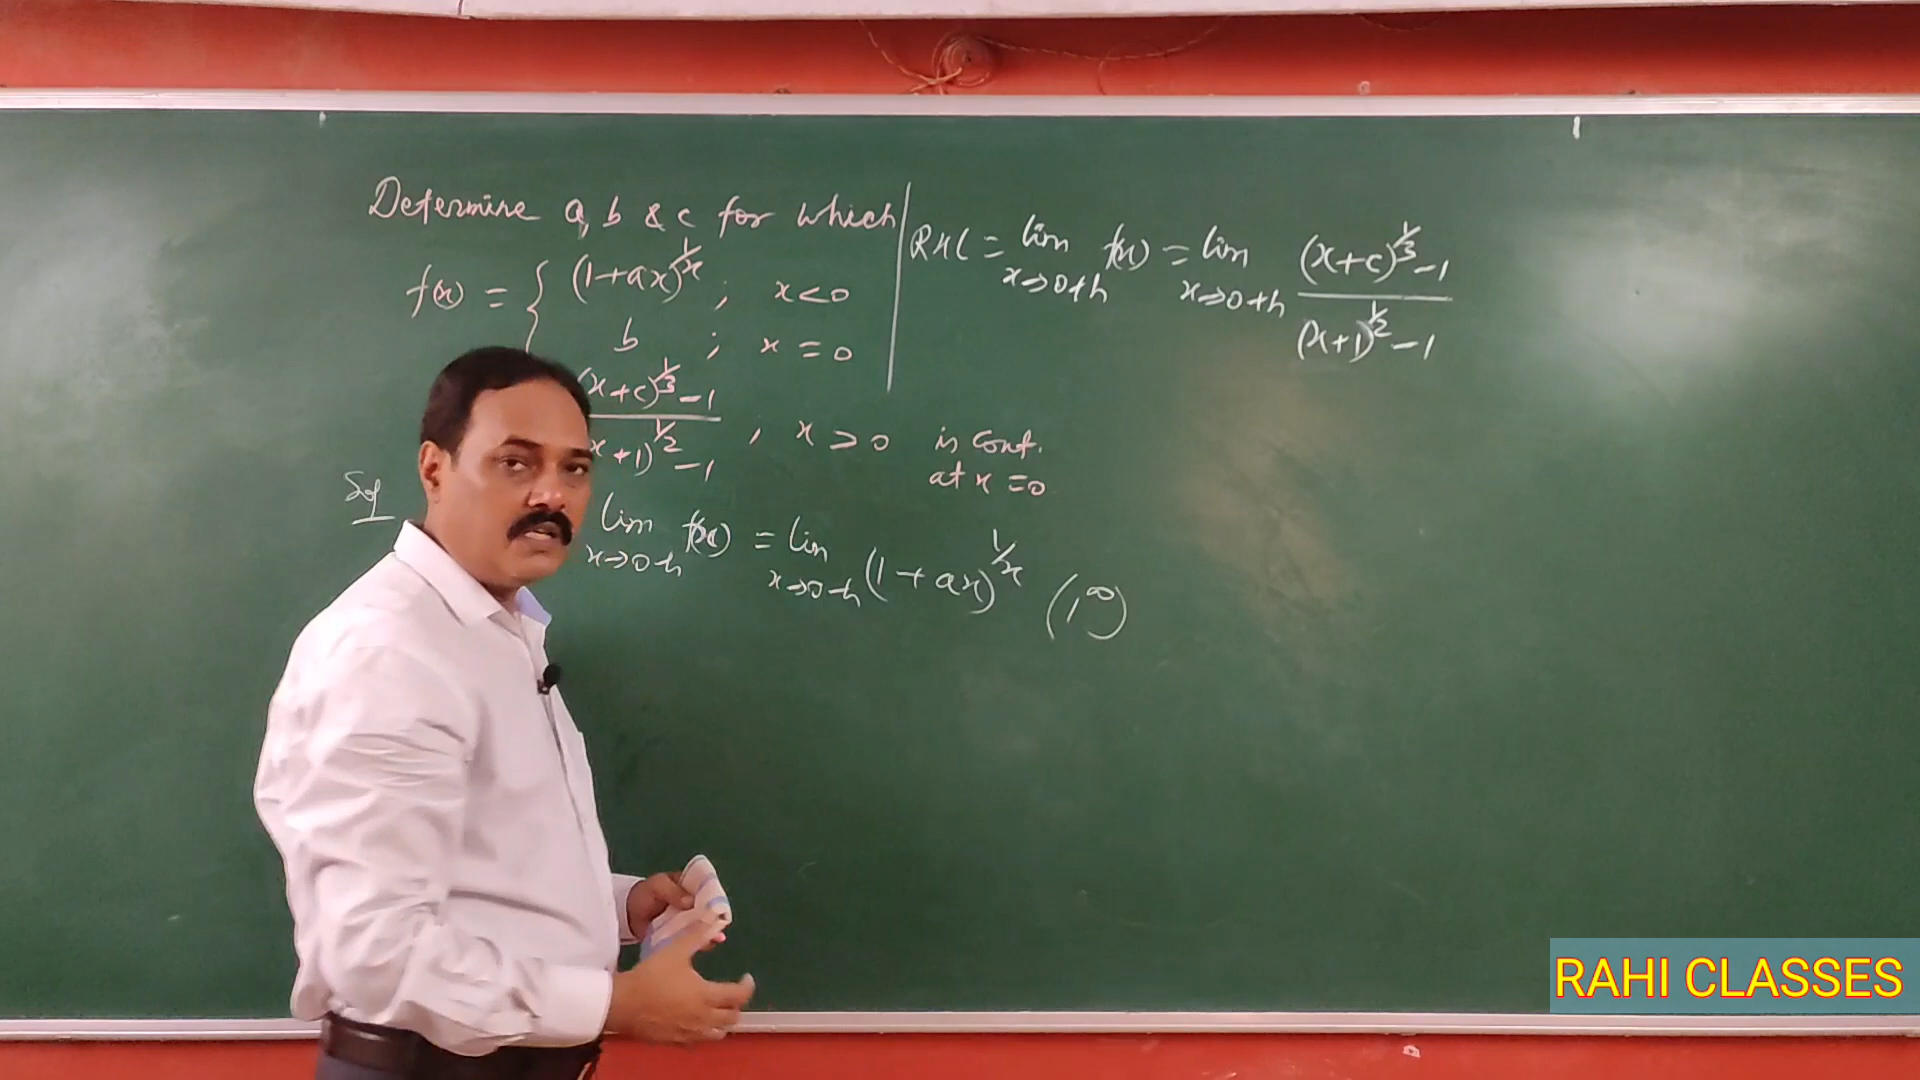 Determine a, b & c for which
f(x) = { (1+ax)^{1/x} ; x<0
b ; x = 0
(x+c)^{1/3} -1
(x+1)^{1/2} -1 , x > 0 is cont.
at x = 0
Sol
lim f(x) = lim (1+ax)^{1/x} (1^∞)
x→0-h x→0-h
RHL = lim f(x) = lim (x+c)^{1/3} -1
x→0+h x→0+h (x+1)^{1/2} -1
RAHI CLASSES